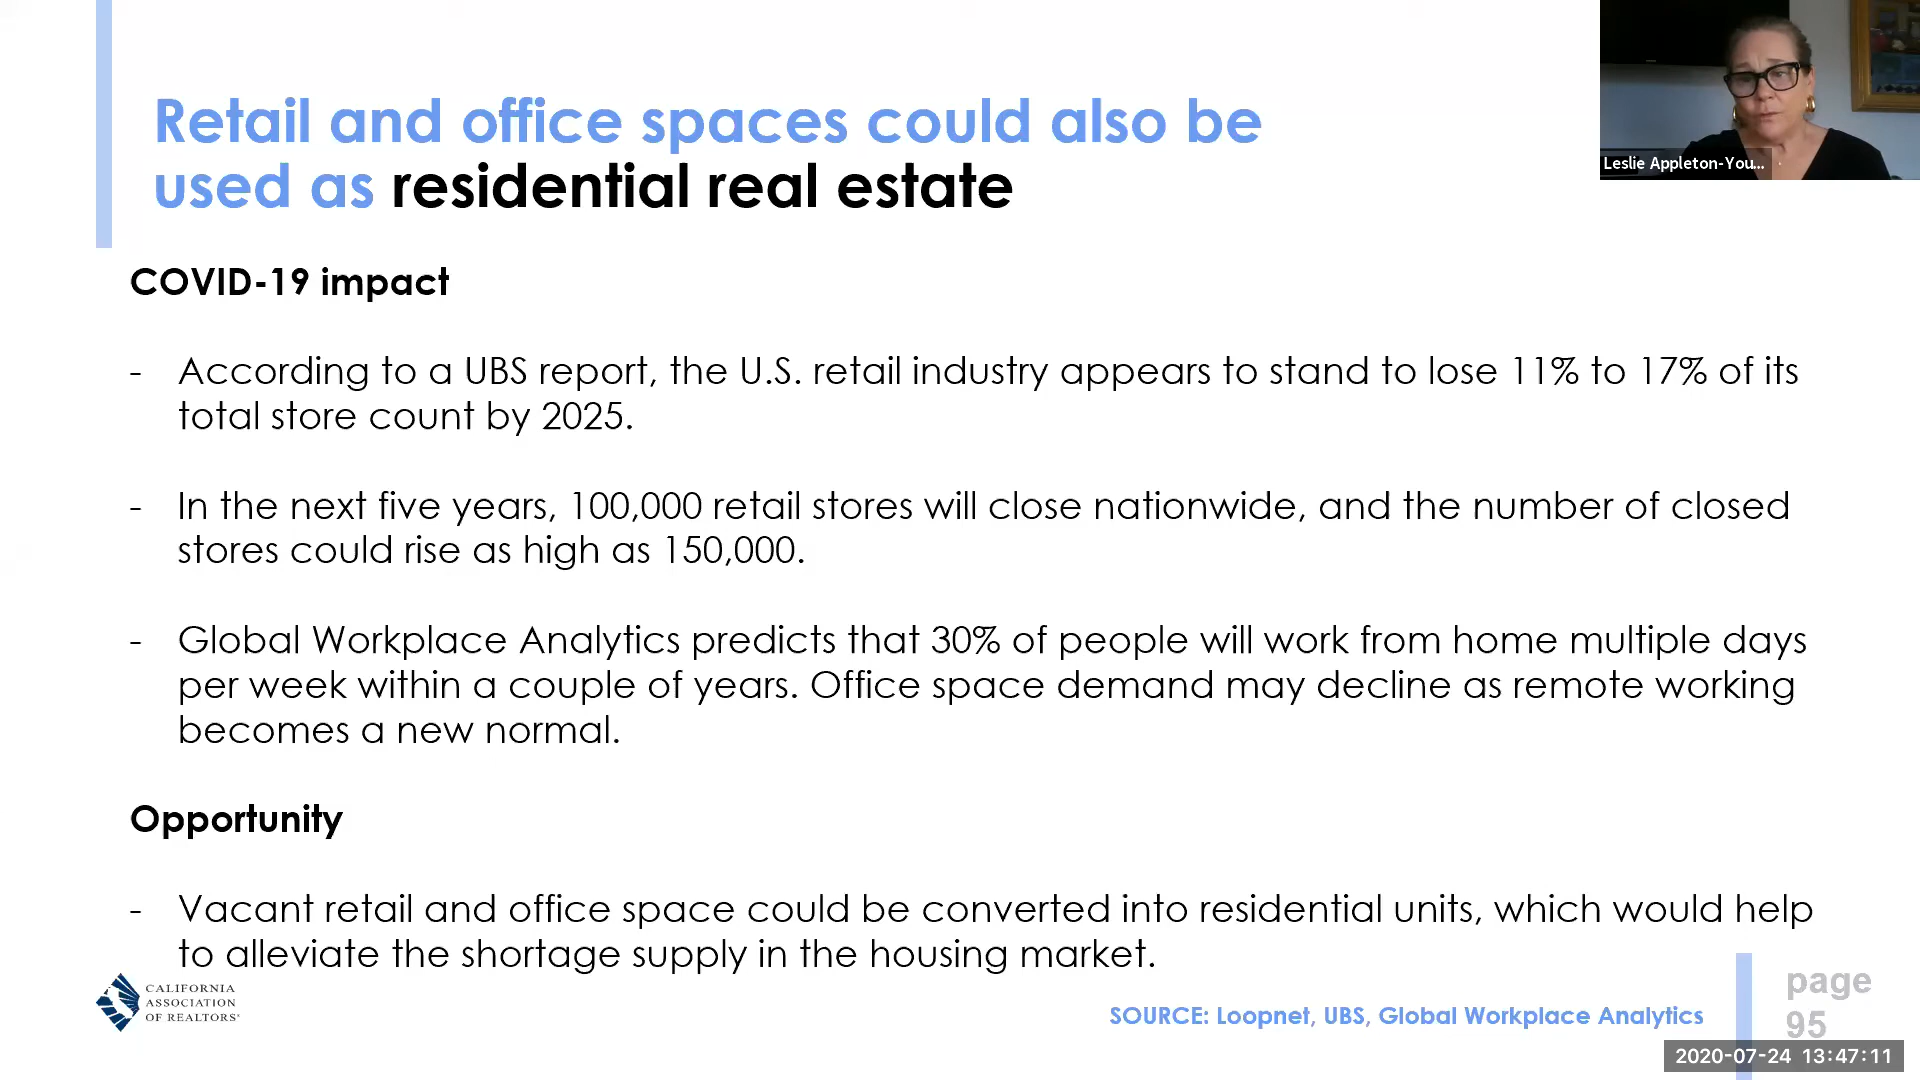 Retail and office spaces could also be
used as residential real estate
Leslie Appleton-You...
COVID-19 impact
- According to a UBS report, the U.S. retail industry appears to stand to lose 11% to 17% of its
total store count by 2025.
- In the next five years, 100,000 retail stores will close nationwide, and the number of closed
stores could rise as high as 150,000.
- Global Workplace Analytics predicts that 30% of people will work from home multiple days
per week within a couple of years. Office space demand may decline as remote working
becomes a new normal.
Opportunity
- Vacant retail and office space could be converted into residential units, which would help
to alleviate the shortage supply in the housing market.
CALIFORNIA
ASSOCIATION
OF REALTORS®
SOURCE: Loopnet, UBS, Global Workplace Analytics
page
95
2020-07-24 13:47:11